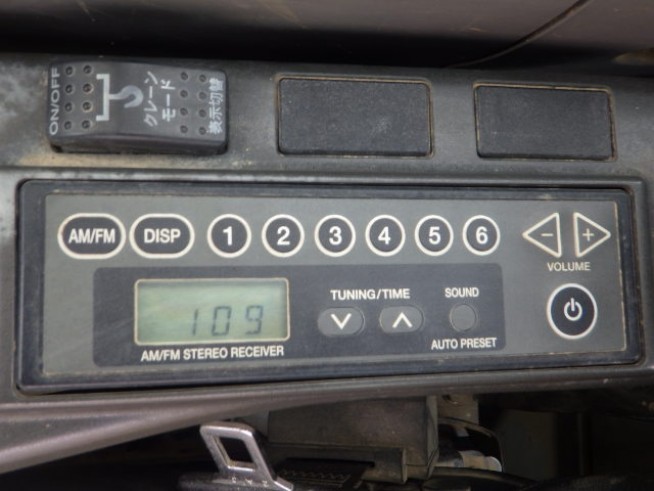 ON/OFF
クレーン
モード
表示切替
AM/FM DISP 1 2 3 4 5 6 - +
VOLUME
TUNING/TIME SOUND
109
AM/FM STEREO RECEIVER AUTO PRESET